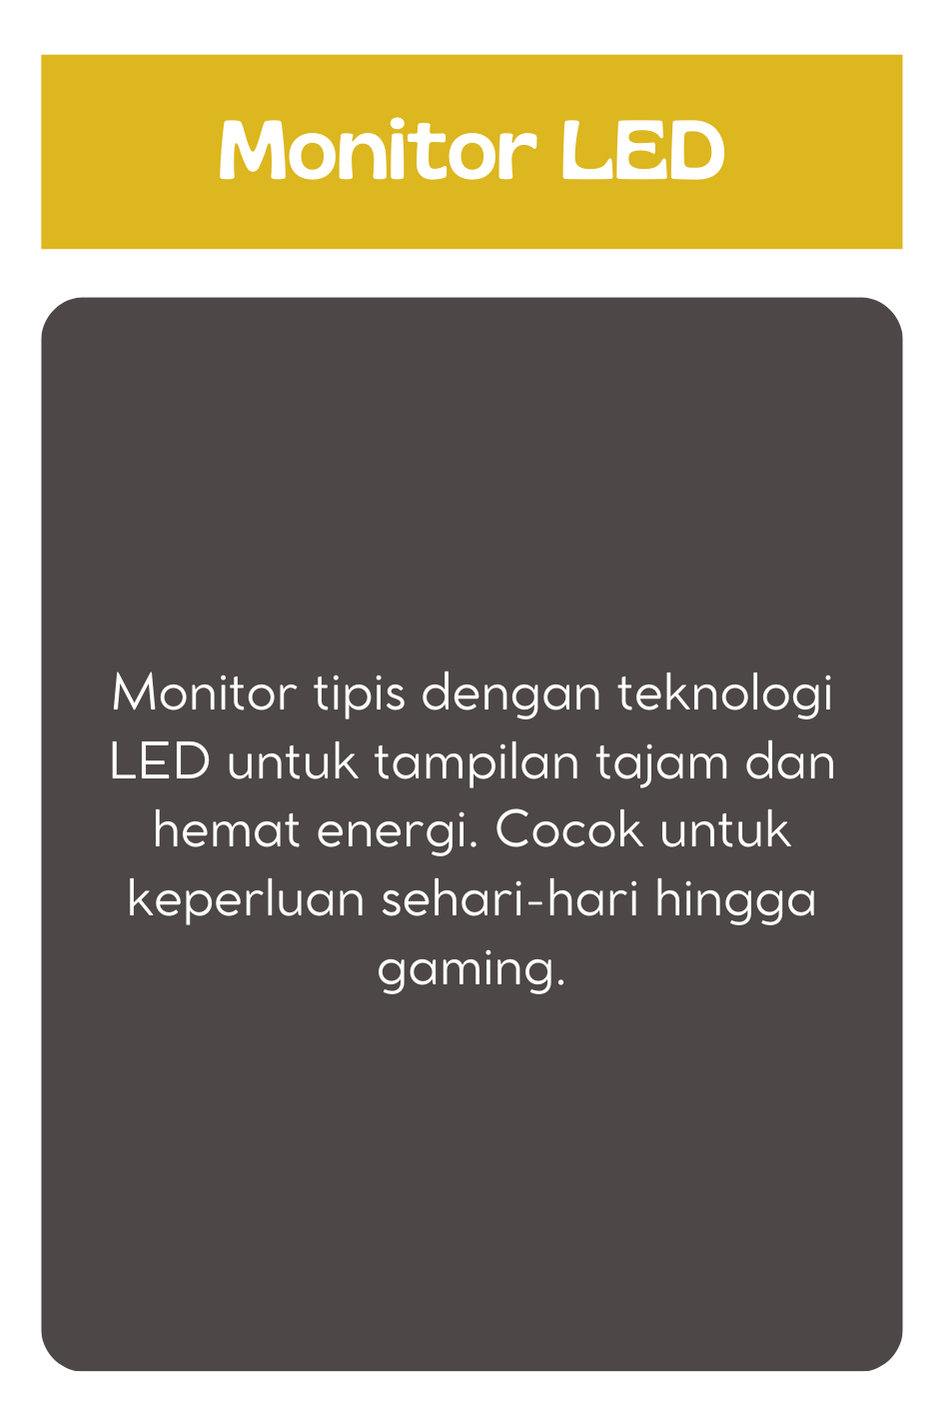 Monitor LED
Monitor tipis dengan teknologi
LED untuk tampilan tajam dan
hemat energi. Cocok untuk
keperluan sehari-hari hingga
gaming.